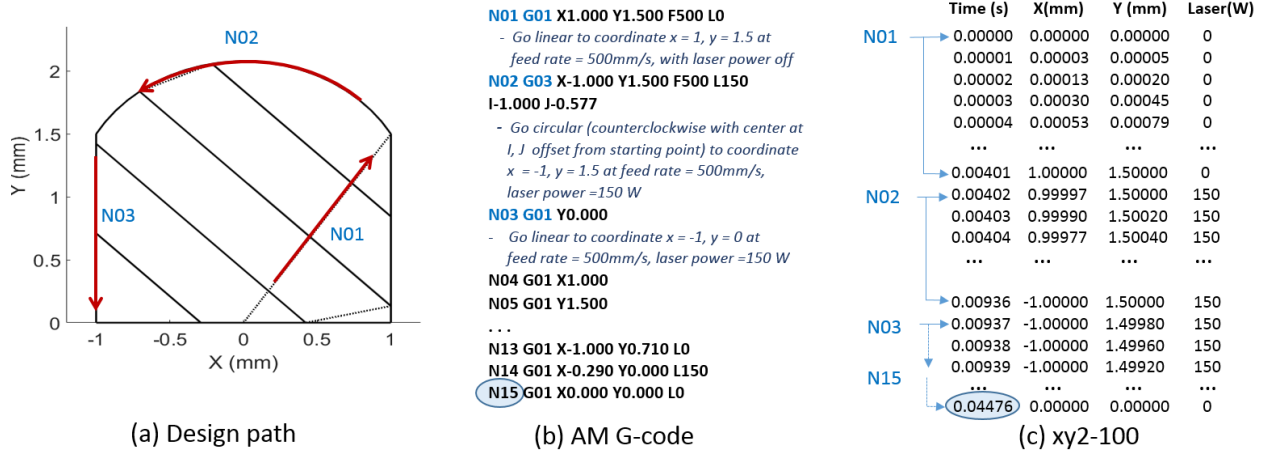 N02
N01
N03
2
1.5
1
0.5
0
-1
-0.5
0
0.5
1
Y (mm)
X (mm)
(a) Design path
N01 G01 X1.000 Y1.500 F500 L0
- Go linear to coordinate x = 1, y = 1.5 at
feed rate = 500mm/s, with laser power off
N02 G03 X-1.000 Y1.500 F500 L150
I-1.000 J-0.577
- Go circular (counterclockwise with center at
I, J offset from starting point) to coordinate
x = -1, y = 1.5 at feed rate = 500mm/s,
laser power =150 W
N03 G01 Y0.000
- Go linear to coordinate x = -1, y = 0 at
feed rate = 500mm/s, laser power =150 W
N04 G01 X1.000
N05 G01 Y1.500
. . .
N13 G01 X-1.000 Y0.710 L0
N14 G01 X-0.290 Y0.000 L150
N15 G01 X0.000 Y0.000 L0
(b) AM G-code
Time (s) X(mm) Y (mm) Laser(W)
N01 0.00000 0.00000 0.00000 0
0.00001 0.00003 0.00005 0
0.00002 0.00013 0.00020 0
0.00003 0.00030 0.00045 0
0.00004 0.00053 0.00079 0
... ... ... ...
0.00401 1.00000 1.50000 0
N02 0.00402 0.99997 1.50000 150
0.00403 0.99990 1.50020 150
0.00404 0.99977 1.50040 150
... ... ... ...
0.00936 -1.00000 1.50000 150
N03 0.00937 -1.00000 1.49980 150
0.00938 -1.00000 1.49960 150
0.00939 -1.00000 1.49920 150
N15 ... ... ... ...
0.04476 0.00000 0.00000 0
(c) xy2-100